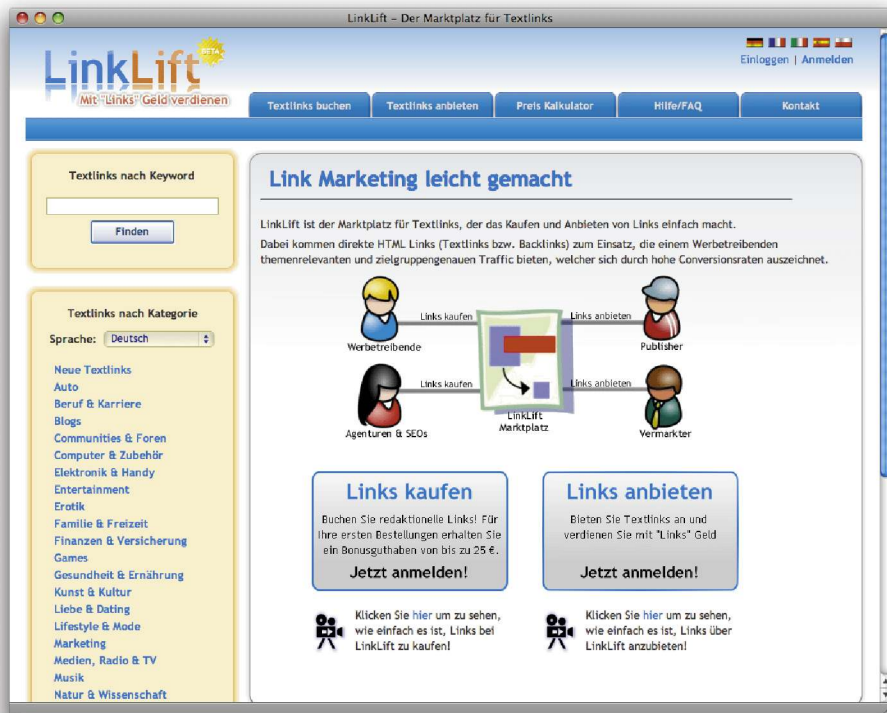 LinkLift – Der Marktplatz für Textlinks
LinkLift
BETA
Mit "Links" Geld verdienen
Einloggen | Anmelden
Textlinks buchen
Textlinks anbieten
Preis Kalkulator
Hilfe/FAQ
Kontakt
Textlinks nach Keyword
Finden
Textlinks nach Kategorie
Sprache: Deutsch
Neue Textlinks
Auto
Beruf & Karriere
Blogs
Communities & Foren
Computer & Zubehör
Elektronik & Handy
Entertainment
Erotik
Familie & Freizeit
Finanzen & Versicherung
Games
Gesundheit & Ernährung
Kunst & Kultur
Liebe & Dating
Lifestyle & Mode
Marketing
Medien, Radio & TV
Musik
Natur & Wissenschaft
Link Marketing leicht gemacht
LinkLift ist der Marktplatz für Textlinks, der das Kaufen und Anbieten von Links einfach macht.
Dabei kommen direkte HTML Links (Textlinks bzw. Backlinks) zum Einsatz, die einem Werbetreibenden
themenrelevanten und zielgruppengenauen Traffic bieten, welcher sich durch hohe Conversionsraten auszeichnet.
Links kaufen
Links anbieten
Werbetreibende
Publisher
Links kaufen
Links anbieten
LinkLift
Marktplatz
Agenturen & SEOs
Vermarkter
Links kaufen
Buchen Sie redaktionelle Links! Für
Ihre ersten Bestellungen erhalten Sie
ein Bonusguthaben von bis zu 25 €.
Jetzt anmelden!
Links anbieten
Bieten Sie Textlinks an und
verdienen Sie mit "Links" Geld
Jetzt anmelden!
Klicken Sie hier um zu sehen,
wie einfach es ist, Links bei
LinkLift zu kaufen!
Klicken Sie hier um zu sehen,
wie einfach es ist, Links über
LinkLift anzubieten!